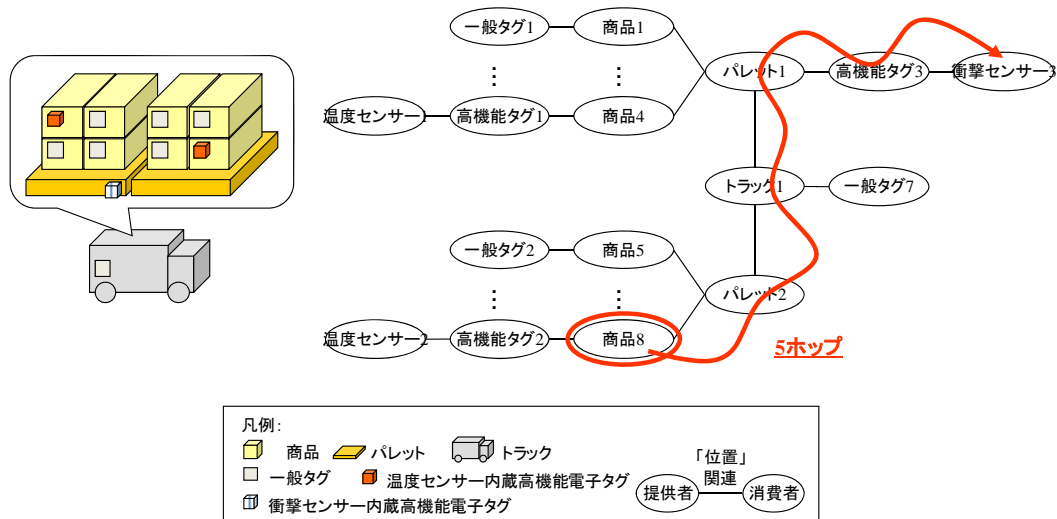 一般タグ1
商品1
パレット1
高機能タグ3
衝撃センサー3
⋮
⋮
温度センサー1
高機能タグ1
商品4
トラック1
一般タグ7
一般タグ2
商品5
パレット2
⋮
⋮
温度センサー2
高機能タグ2
商品8
5ホップ
凡例:
商品
パレット
トラック
一般タグ
温度センサー内蔵高機能電子タグ
衝撃センサー内蔵高機能電子タグ
「位置」
関連
提供者
消費者